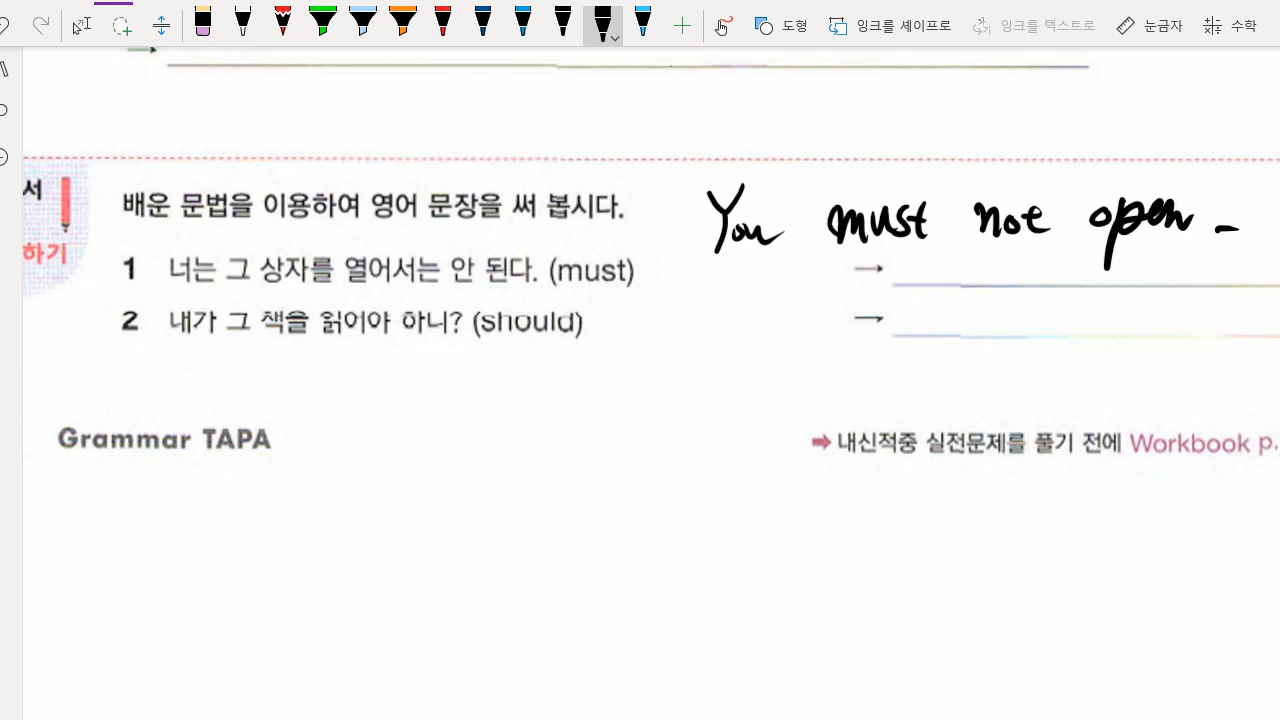 도형 잉크를 셰이프로 잉크를 텍스트로 눈금자 수학
서
하기
배운 문법을 이용하여 영어 문장을 써 봅시다.
You must not open -
1 너는 그 상자를 열어서는 안 된다. (must) →
2 내가 그 책을 읽어야 하니? (should) →
Grammar TAPA
➡ 내신적중 실전문제를 풀기 전에 Workbook p.